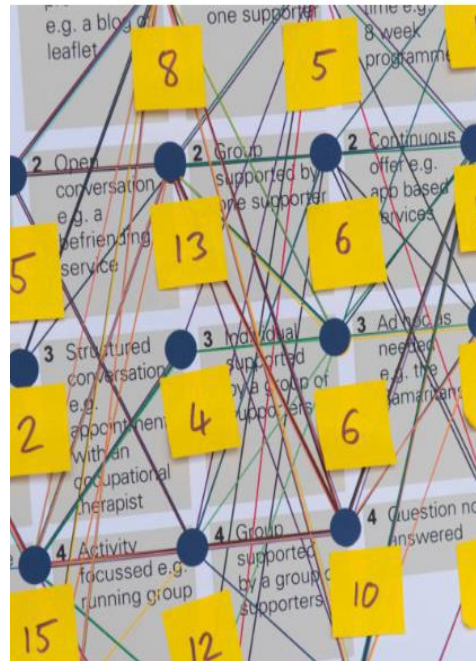 e.g. a blog or
leaflet
8
one supporter
5
time e.g.
8 week
programme
2 Open
conversation
e.g. a
befriending
service
5
2 Group
supported by
one supporter
13
2 Continuous
offer e.g.
app based
services
6
3 Structured
conversation
e.g.
appointment
with an
occupational
therapist
2
3 Individual
supported
by a group of
supporters
4
3 Ad hoc as
needed
e.g. the
Samaritans
6
4 Activity
focussed e.g.
running group
15
4 Group
supported
by a group of
supporters
12
4 Question not
answered
10